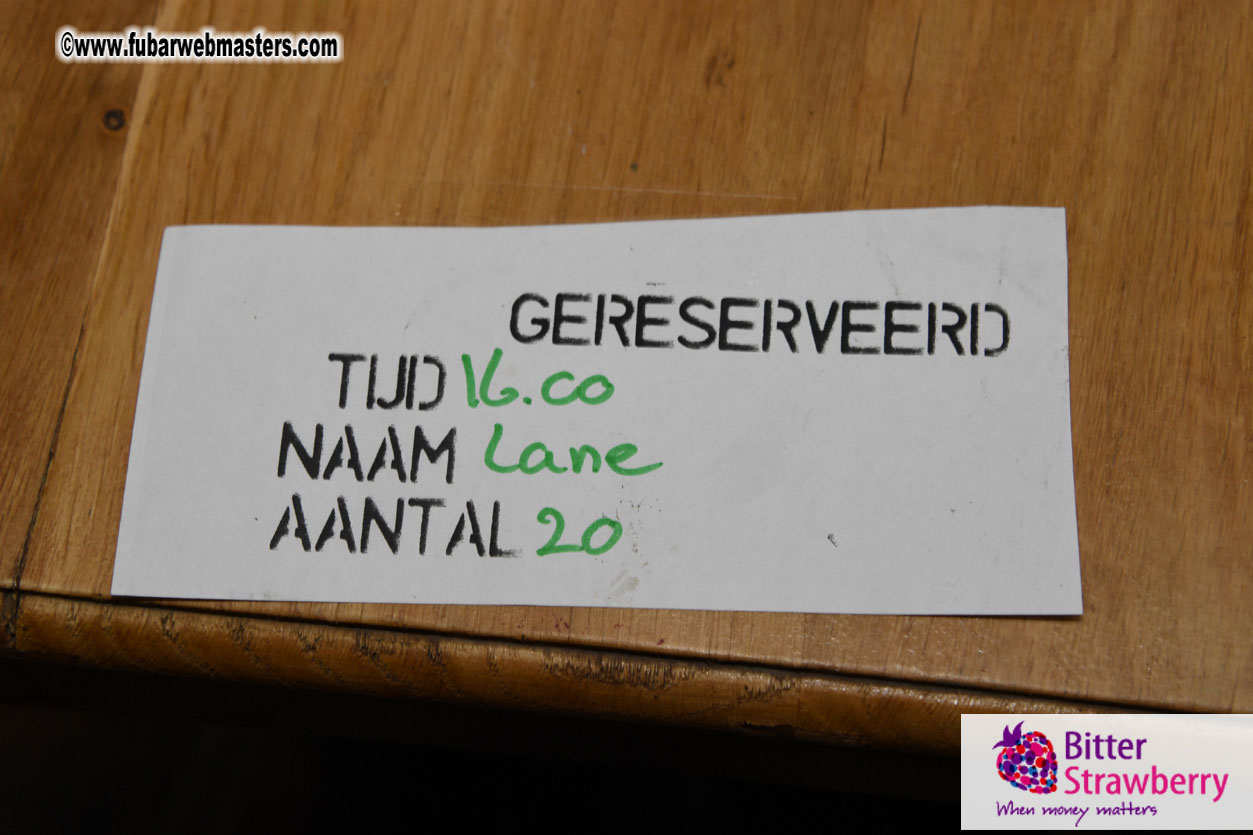 ©www.fubarwebmasters.com
GERESERVEERD
TIJD 16.00
NAAM Lane
AANTAL 20
Bitter
Strawberry
When money matters